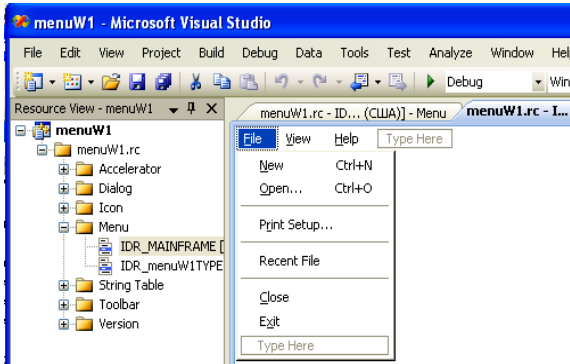 menuW1 - Microsoft Visual Studio
File Edit View Project Build Debug Data Tools Test Analyze Window Hel
Debug Win
Resource View - menuW1
menuW1.rc - ID... (США)] - Menu menuW1.rc - I...
menuW1
menuW1.rc
Accelerator
Dialog
Icon
Menu
IDR_MAINFRAME [
IDR_menuW1TYPE
String Table
Toolbar
Version
File View Help Type Here
New Ctrl+N
Open... Ctrl+O
Print Setup...
Recent File
Close
Exit
Type Here